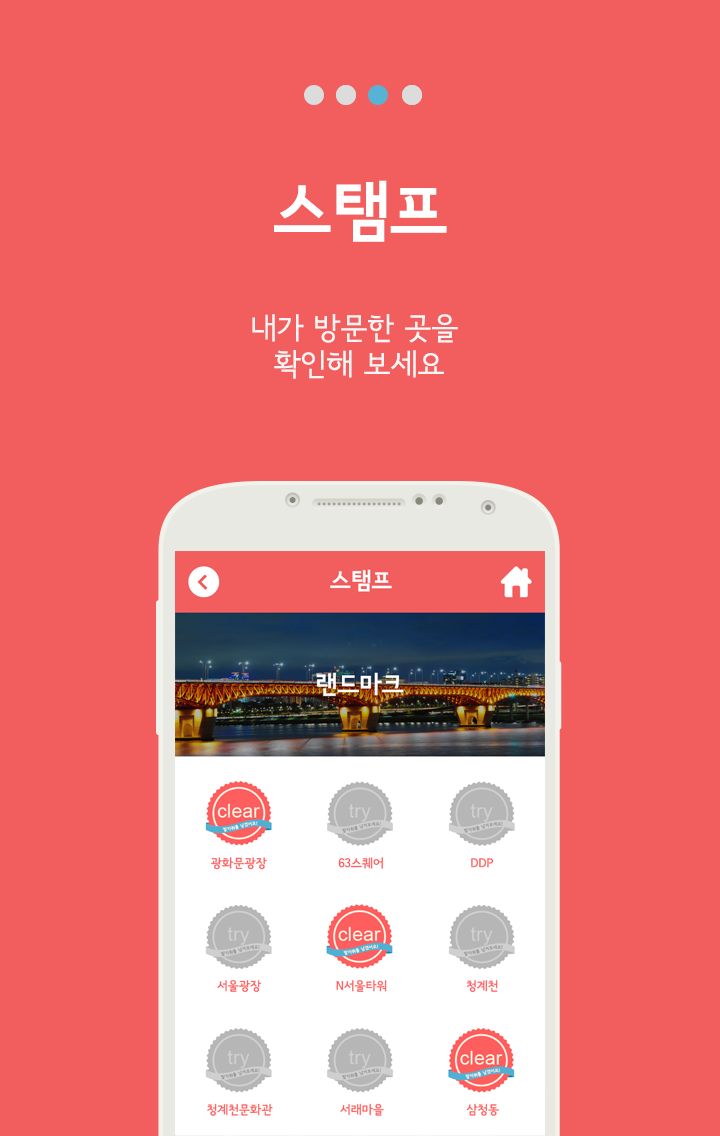 스탬프
내가 방문한 곳을
확인해 보세요
스탬프
랜드마크
clear
try
try
광화문광장
63스퀘어
DDP
try
clear
try
서울광장
N서울타워
청계천
try
try
clear
청계천문화관
서래마을
삼청동